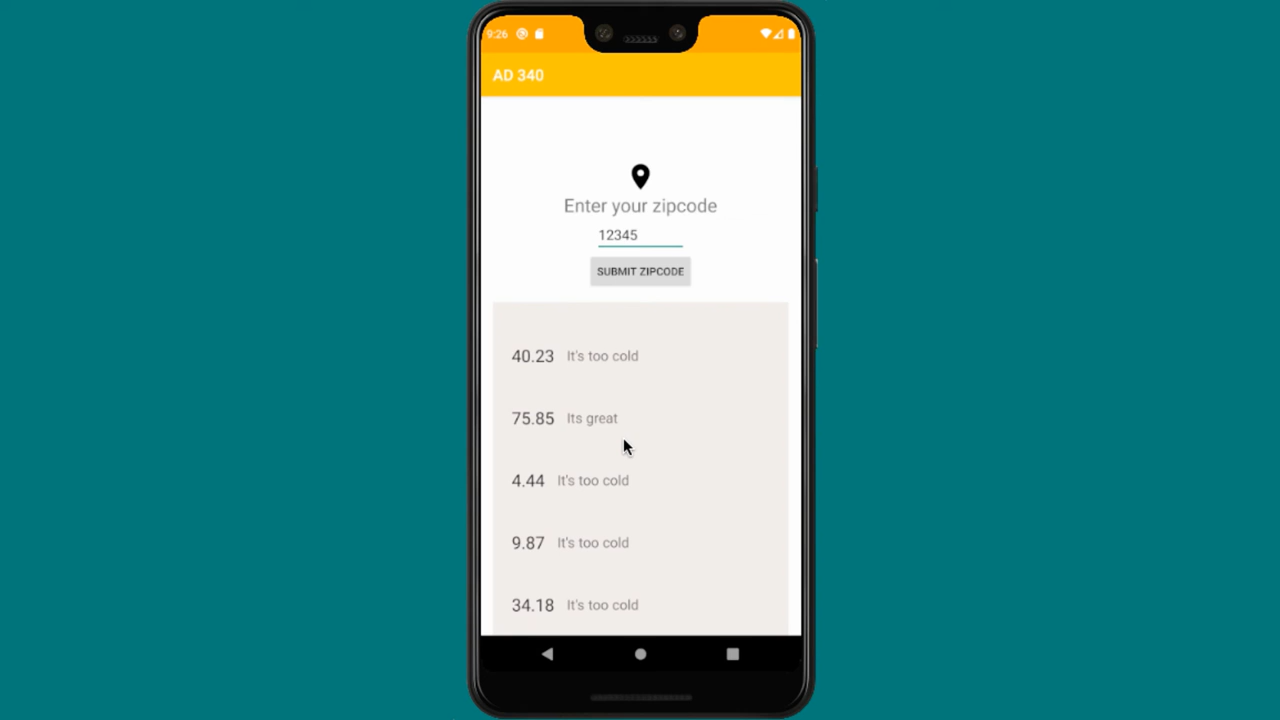 9:26
AD 340
Enter your zipcode
12345
SUBMIT ZIPCODE
40.23 It's too cold
75.85 Its great
4.44 It's too cold
9.87 It's too cold
34.18 It's too cold